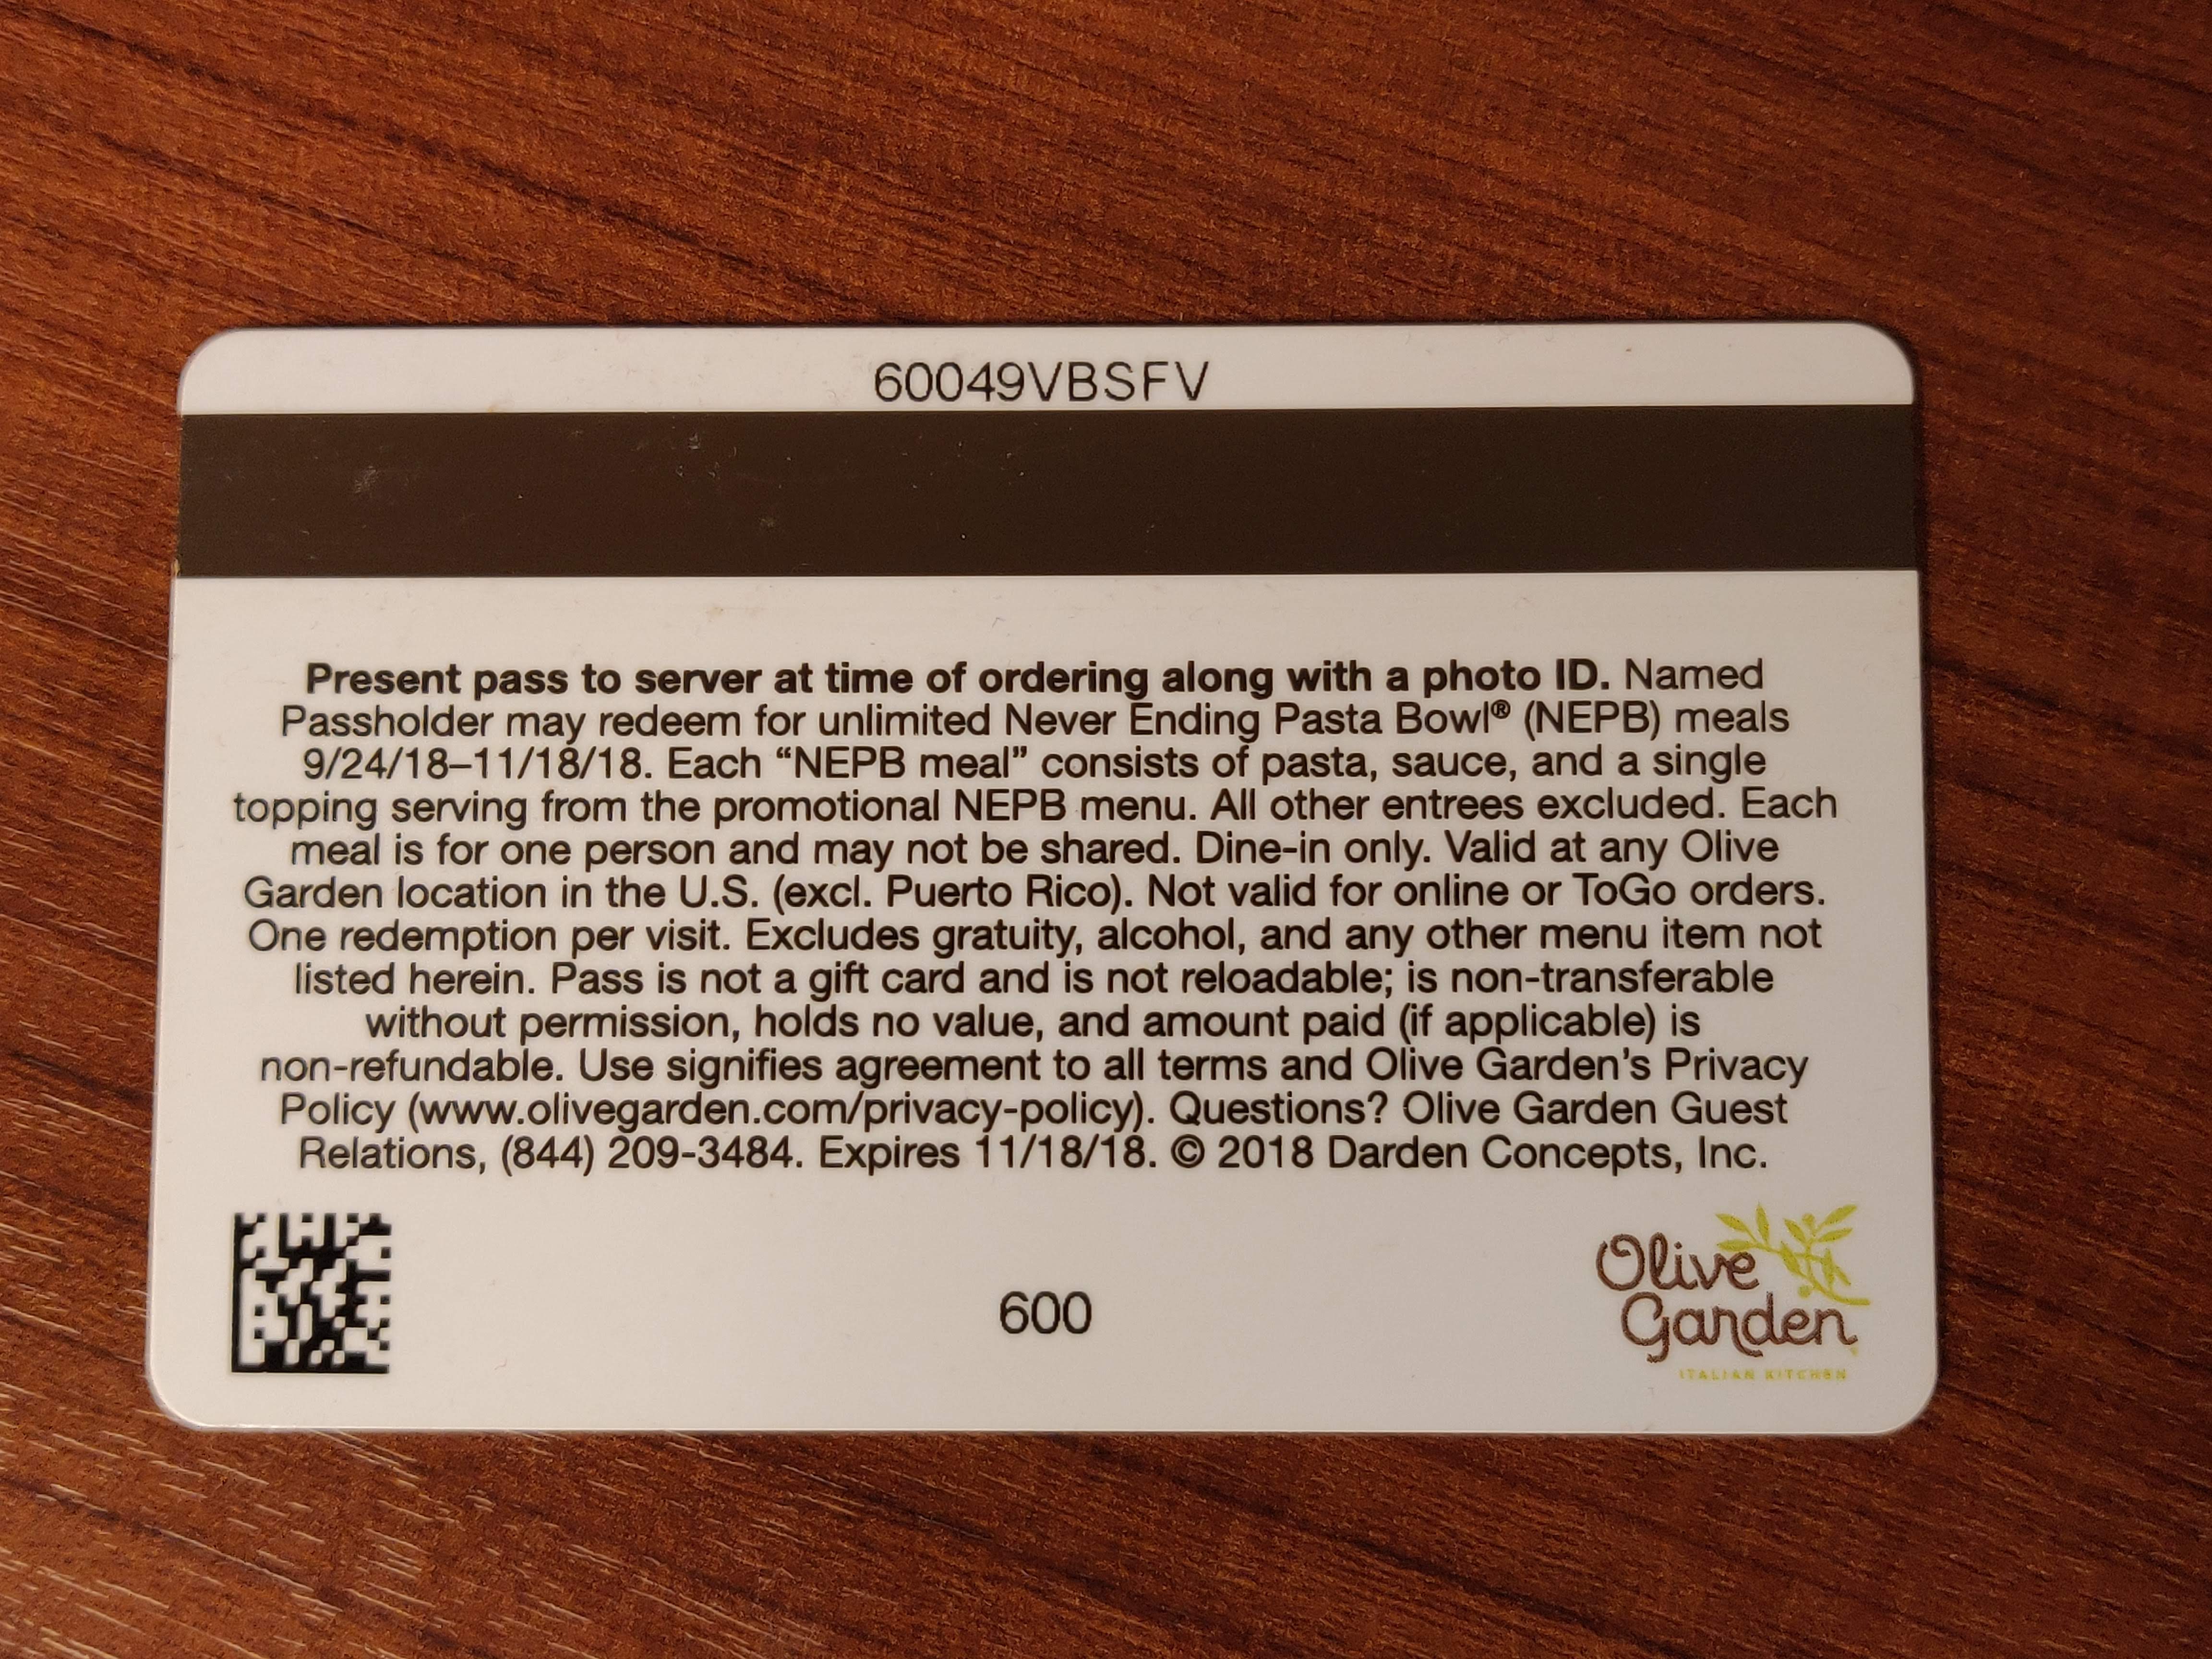 60049VBSFV
Present pass to server at time of ordering along with a photo ID. Named
Passholder may redeem for unlimited Never Ending Pasta Bowl® (NEPB) meals
9/24/18–11/18/18. Each “NEPB meal” consists of pasta, sauce, and a single
topping serving from the promotional NEPB menu. All other entrees excluded. Each
meal is for one person and may not be shared. Dine-in only. Valid at any Olive
Garden location in the U.S. (excl. Puerto Rico). Not valid for online or ToGo orders.
One redemption per visit. Excludes gratuity, alcohol, and any other menu item not
listed herein. Pass is not a gift card and is not reloadable; is non-transferable
without permission, holds no value, and amount paid (if applicable) is
non-refundable. Use signifies agreement to all terms and Olive Garden’s Privacy
Policy (www.olivegarden.com/privacy-policy). Questions? Olive Garden Guest
Relations, (844) 209-3484. Expires 11/18/18. © 2018 Darden Concepts, Inc.
600
Olive
Garden
ITALIAN KITCHEN